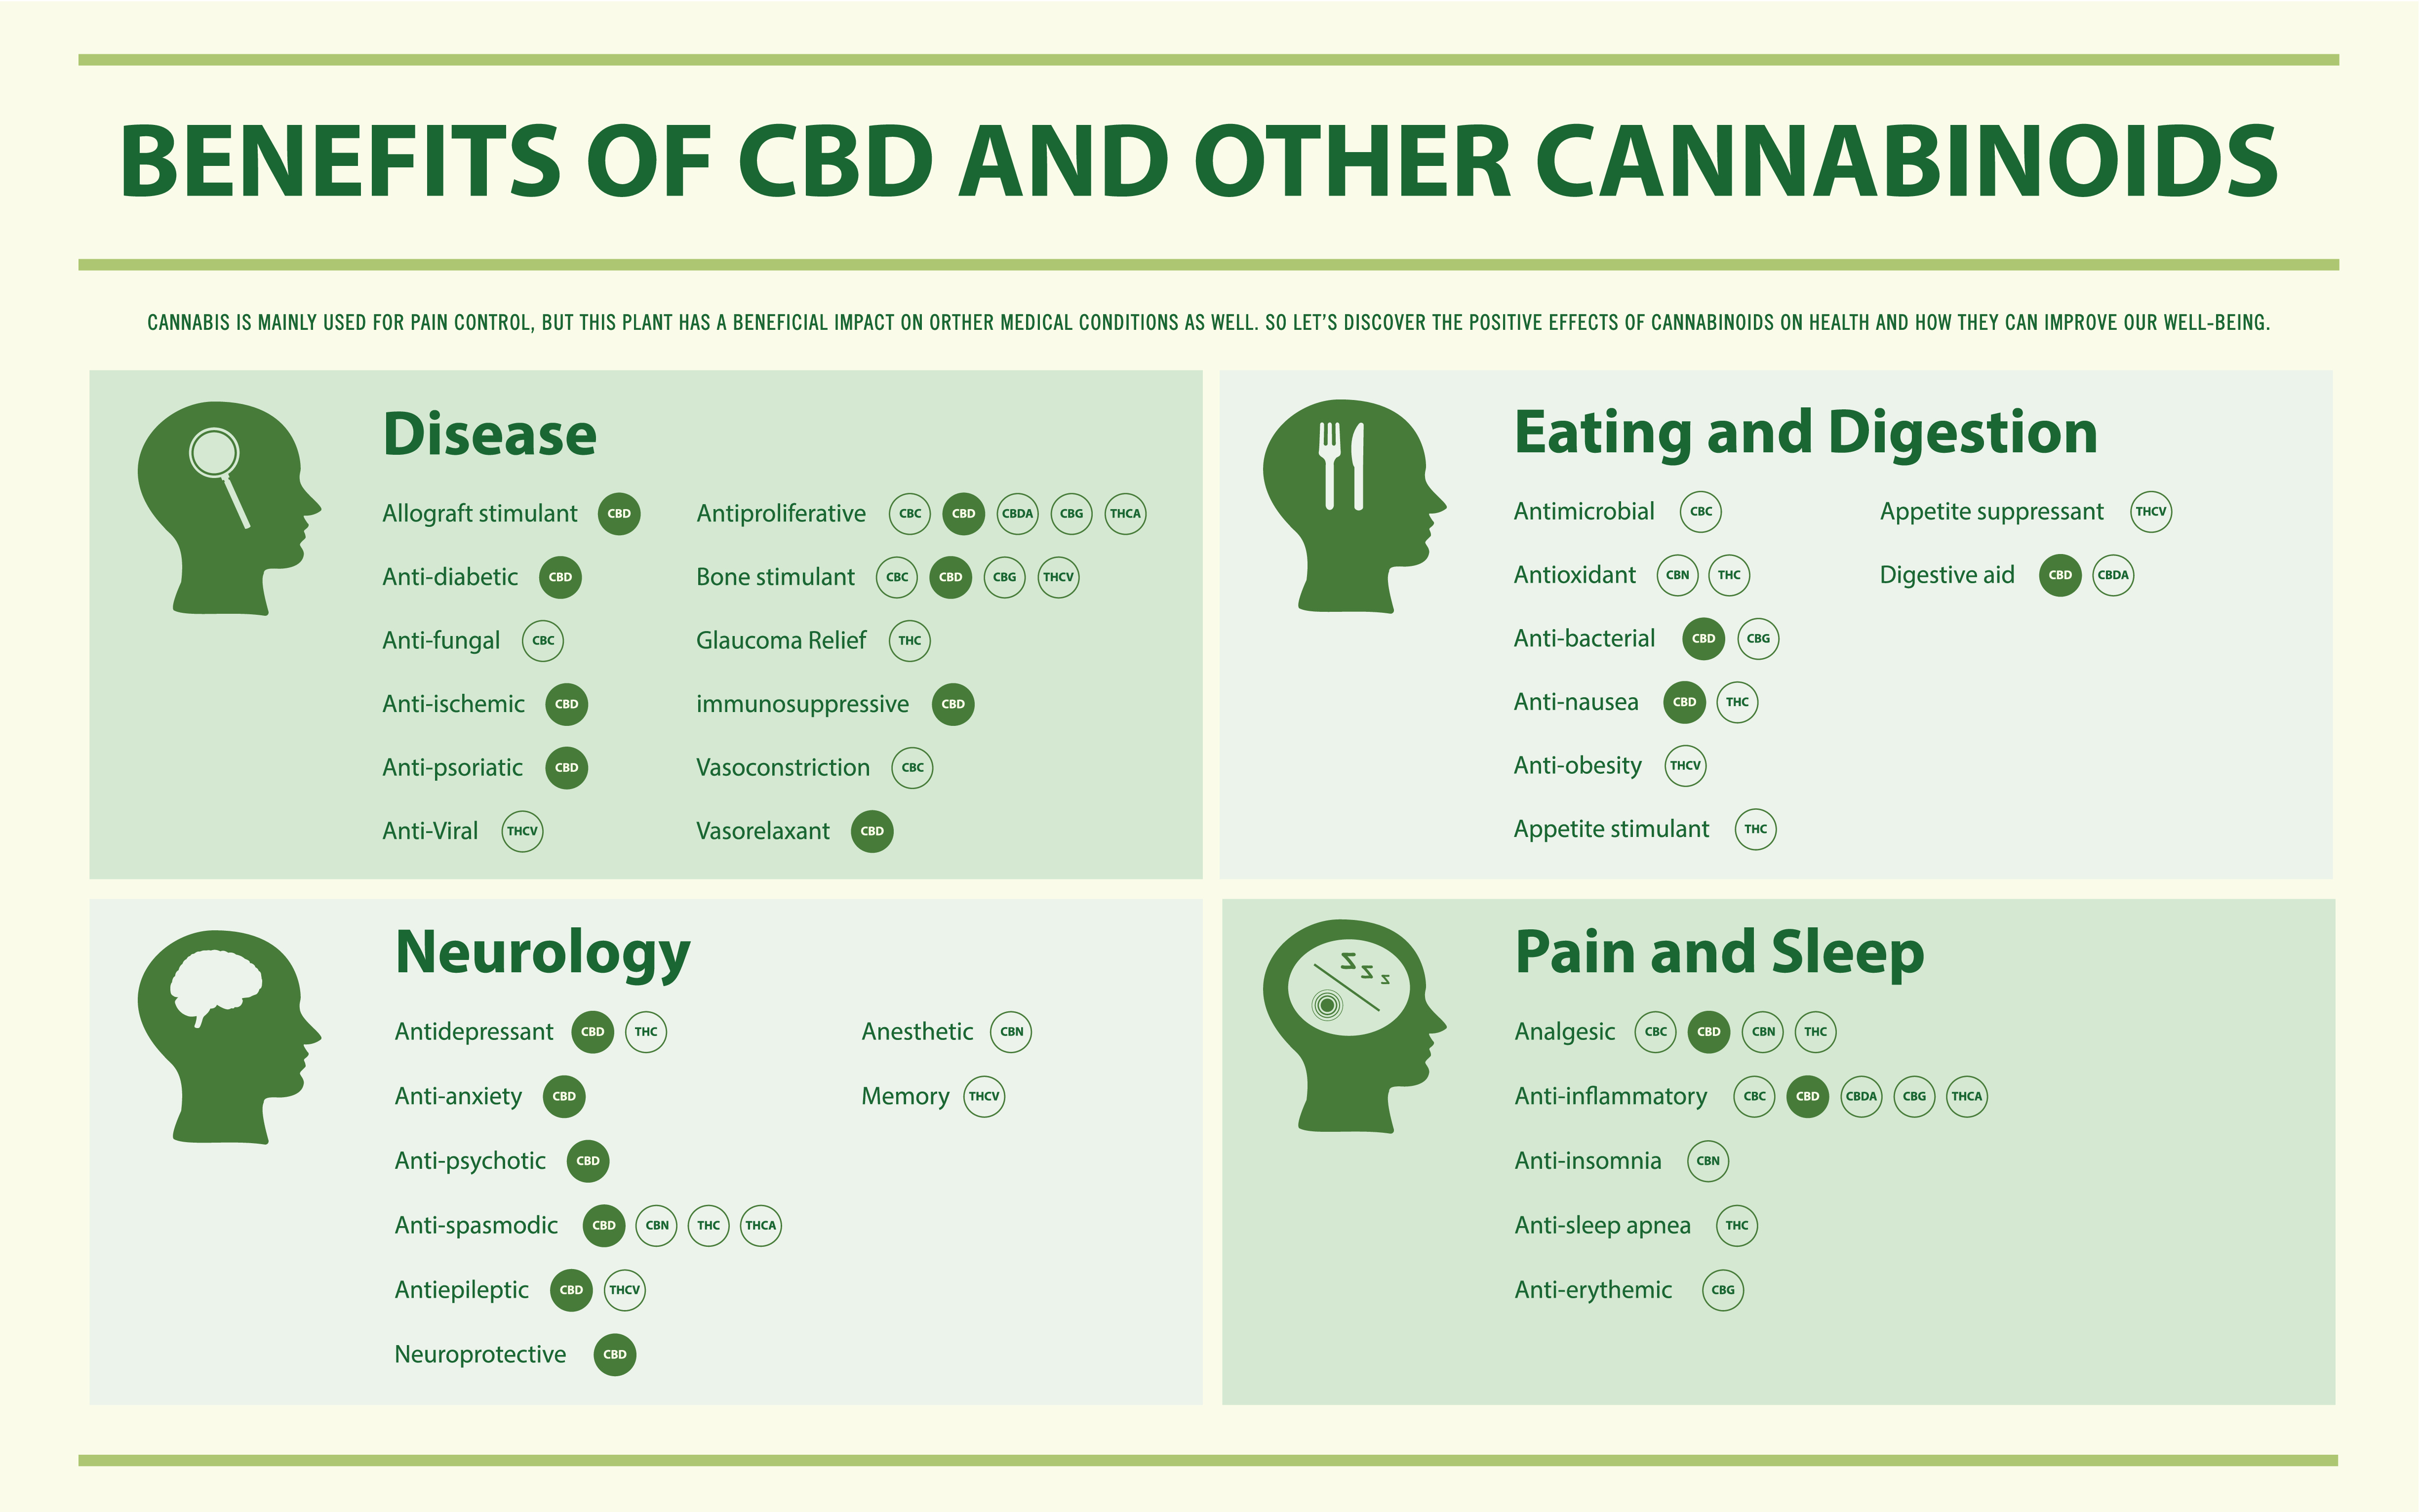 BENEFITS OF CBD AND OTHER CANNABINOIDS
CANNABIS IS MAINLY USED FOR PAIN CONTROL, BUT THIS PLANT HAS A BENEFICIAL IMPACT ON ORTHER MEDICAL CONDITIONS AS WELL. SO LET'S DISCOVER THE POSITIVE EFFECTS OF CANNABINOIDS ON HEALTH AND HOW THEY CAN IMPROVE OUR WELL-BEING.
Disease
Allograft stimulant CBD
Anti-diabetic CBD
Anti-fungal CBC
Anti-ischemic CBD
Anti-psoriatic CBD
Anti-Viral THCV
Antiproliferative CBC CBD CBDA CBG THCA
Bone stimulant CBC CBD CBG THCV
Glaucoma Relief THC
immunosuppressive CBD
Vasoconstriction CBC
Vasorelaxant CBD
Eating and Digestion
Antimicrobial CBC
Antioxidant CBN THC
Anti-bacterial CBD CBG
Anti-nausea CBD THC
Anti-obesity THCV
Appetite stimulant THC
Appetite suppressant THCV
Digestive aid CBD CBDA
Neurology
Antidepressant CBD THC
Anti-anxiety CBD
Anti-psychotic CBD
Anti-spasmodic CBD CBN THC THCA
Antiepileptic CBD THCV
Neuroprotective CBD
Anesthetic CBN
Memory THCV
Pain and Sleep
z z z
Analgesic CBC CBD CBN THC
Anti-inflammatory CBC CBD CBDA CBG THCA
Anti-insomnia CBN
Anti-sleep apnea THC
Anti-erythemic CBG